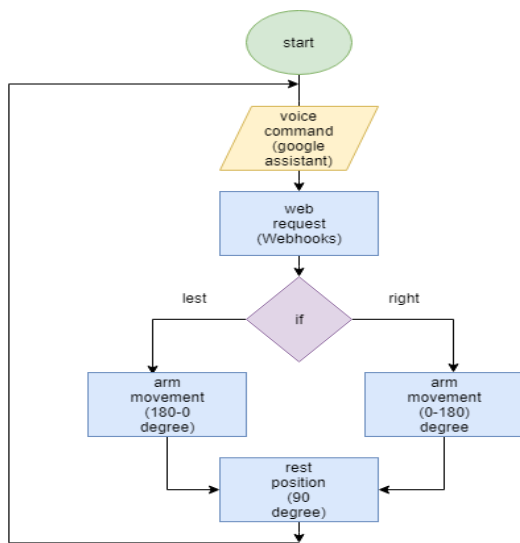 start
voice
command
(google
assistant)
web
request
(Webhooks)
lest
right
if
arm
movement
(180-0
degree)
arm
movement
(0-180)
degree
rest
position
(90
degree)